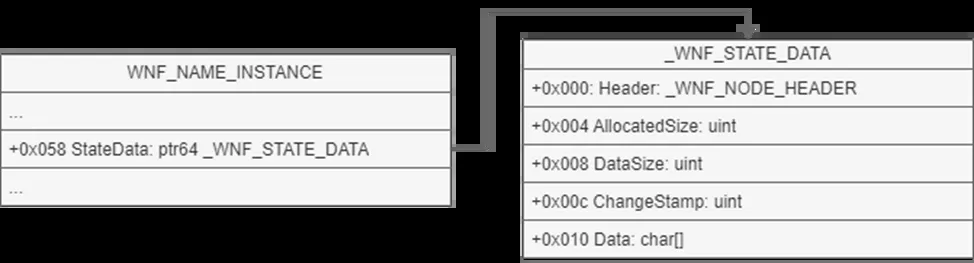 WNF_NAME_INSTANCE
...
+0x058 StateData: ptr64 _WNF_STATE_DATA
...
_WNF_STATE_DATA
+0x000: Header: _WNF_NODE_HEADER
+0x004 AllocatedSize: uint
+0x008 DataSize: uint
+0x00c ChangeStamp: uint
+0x010 Data: char[]